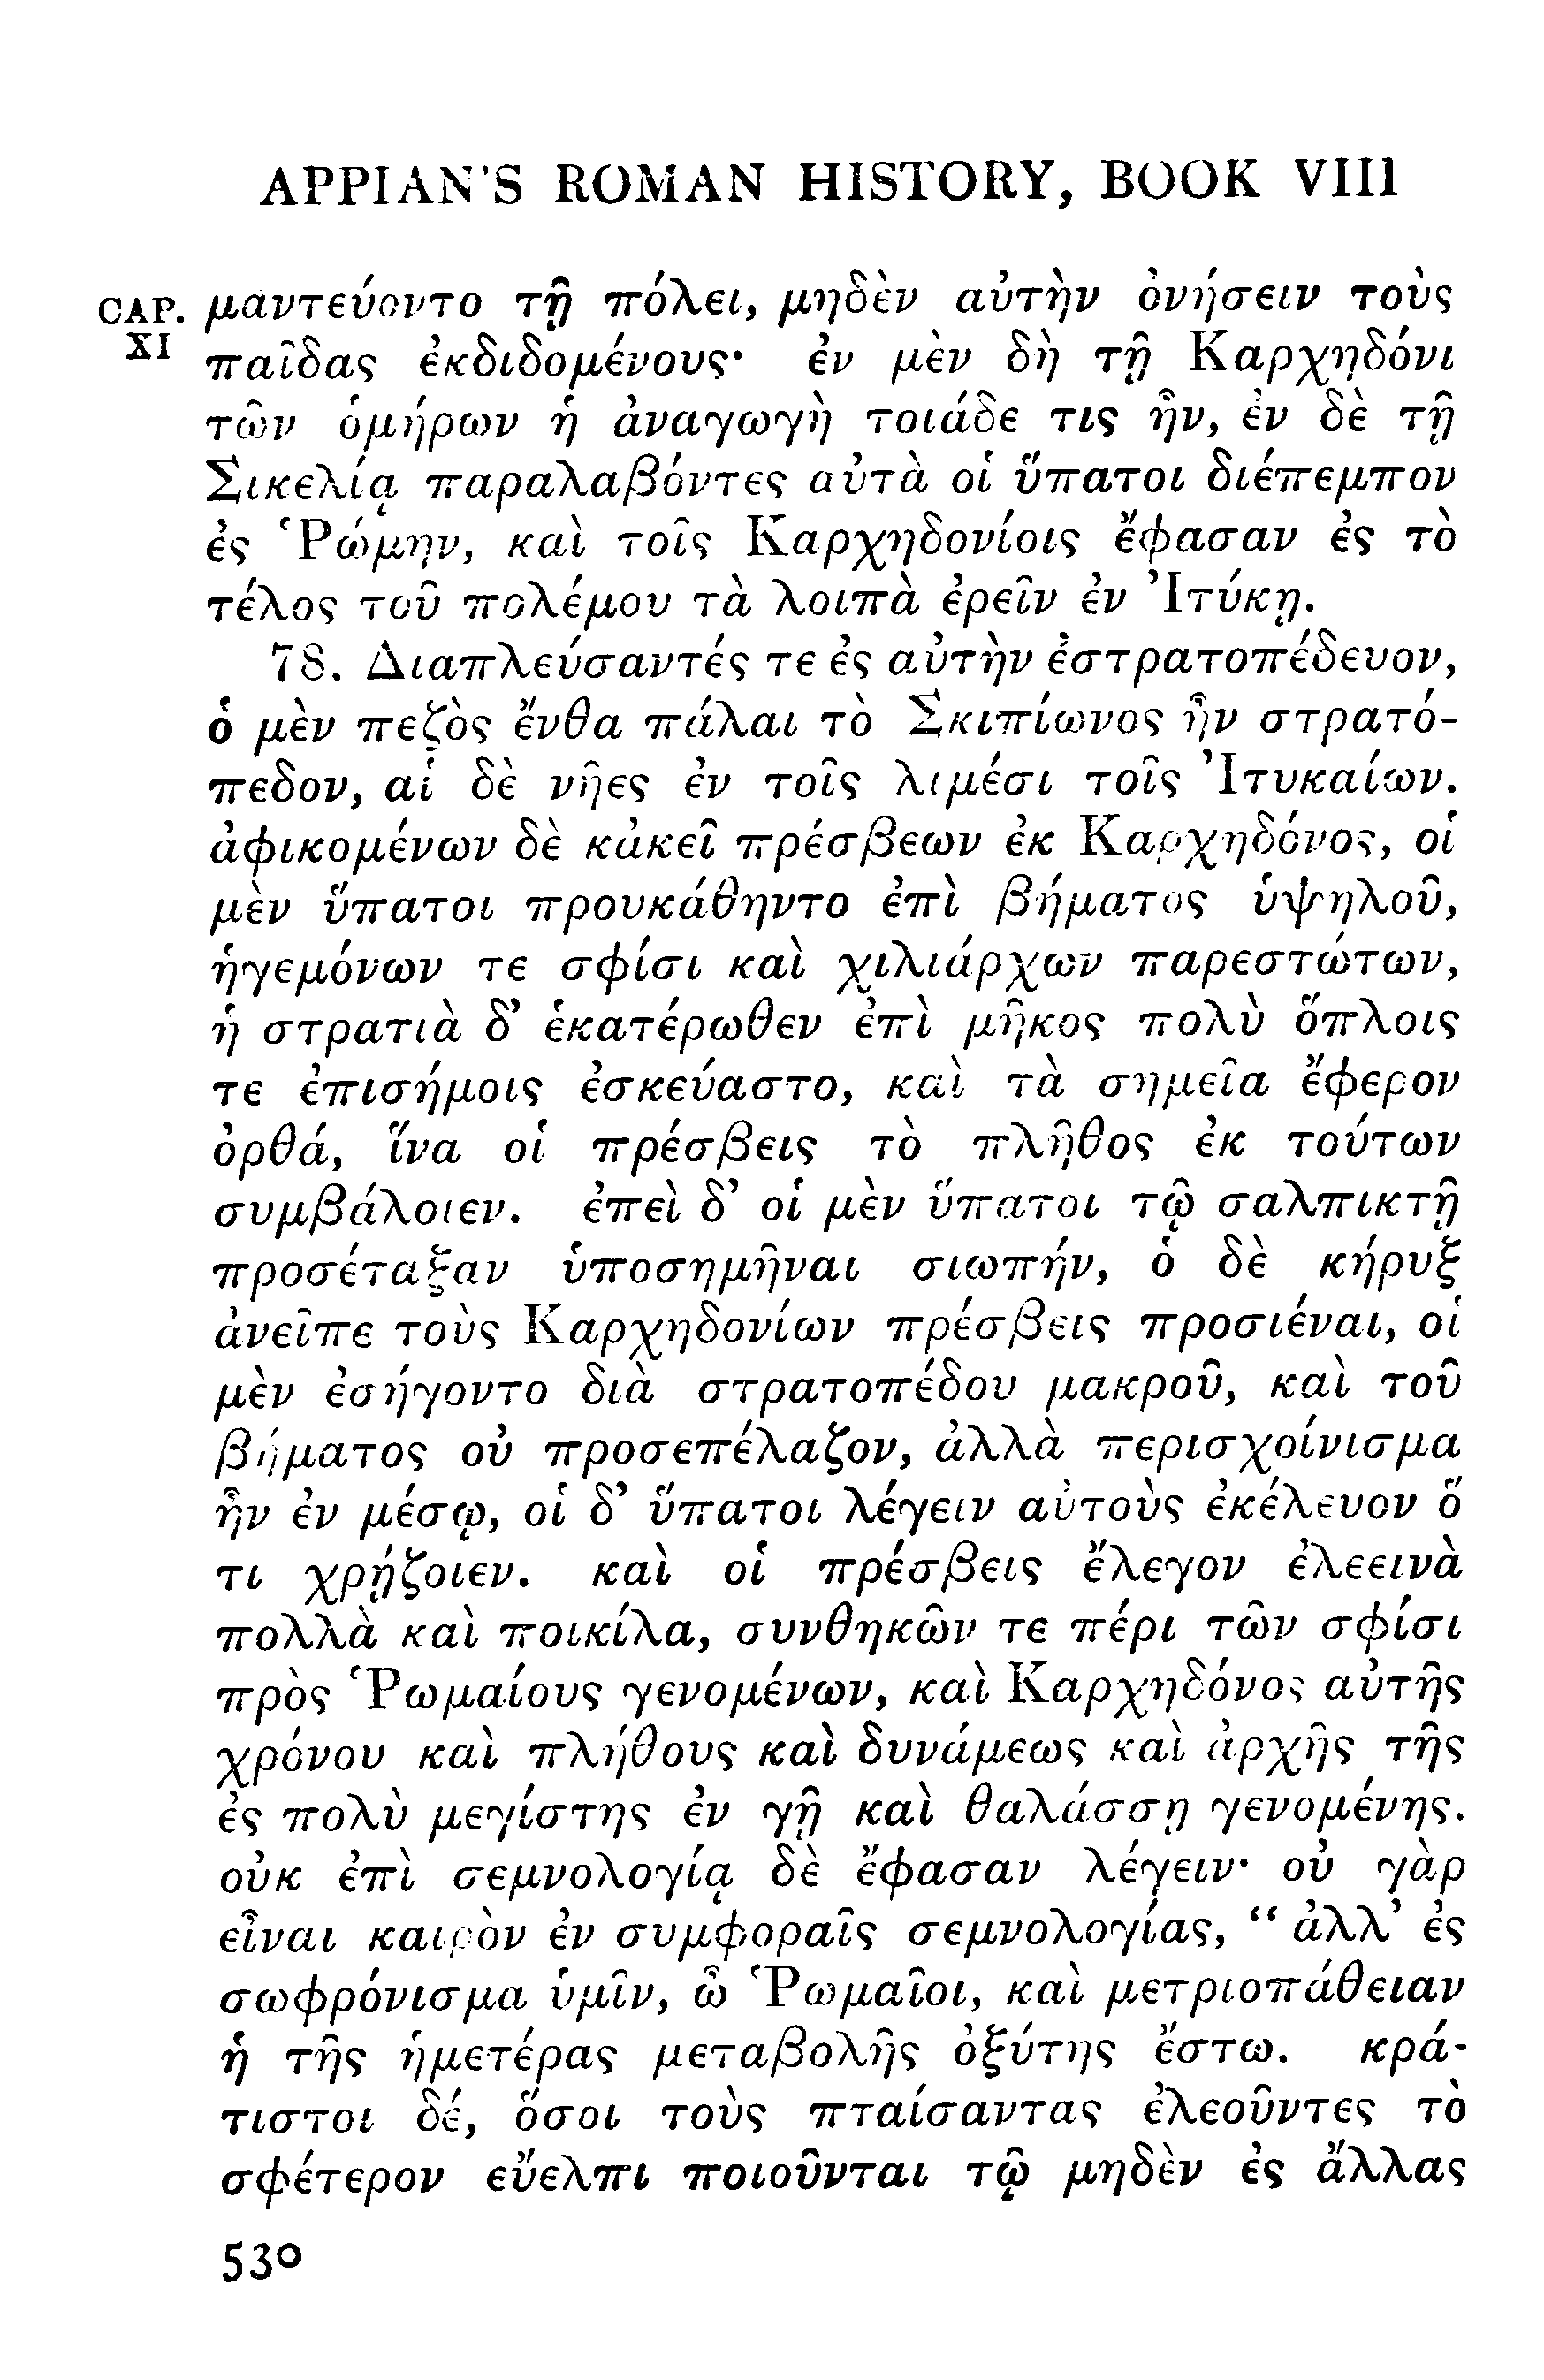 APPIAN'S ROMAN HISTORY, BOOK VIII
CAP. XI
μαντεύοντο τῇ πόλει, μηδὲν αὐτὴν ὀνήσειν τοὺς
παῖδας ἐκδιδομένους· ἐν μὲν δὴ τῇ Καρχηδόνι
τῶν ὁμήρων ἡ ἀναγωγὴ τοιάδε τις ἦν, ἐν δὲ τῇ
Σικελίᾳ παραλαβόντες αὐτὰ οἱ ὕπατοι διέπεμπον
ἐς Ῥώμην, καὶ τοῖς Καρχηδονίοις ἔφασαν ἐς τὸ
τέλος τοῦ πολέμου τὰ λοιπὰ ἐρεῖν ἐν Ἰτύκῃ.
78. Διαπλεύσαντές τε ἐς αὐτὴν ἐστρατοπέδευον,
ὁ μὲν πεζὸς ἔνθα πάλαι τὸ Σκιπίωνος ἦν στρατό-
πεδον, αἱ δὲ νῆες ἐν τοῖς λιμέσι τοῖς Ἰτυκαίων.
ἀφικομένων δὲ κἀκεῖ πρέσβεων ἐκ Καρχηδόνος, οἱ
μὲν ὕπατοι προυκάθηντο ἐπὶ βήματος ὑψηλοῦ,
ἡγεμόνων τε σφίσι καὶ χιλιάρχων παρεστώτων,
ἡ στρατιὰ δ' ἑκατέρωθεν ἐπὶ μῆκος πολὺ ὅπλοις
τε ἐπισήμοις ἐσκεύαστο, καὶ τὰ σημεῖα ἔφερον
ὀρθά, ἵνα οἱ πρέσβεις τὸ πλῆθος ἐκ τούτων
συμβάλοιεν. ἐπεὶ δ' οἱ μὲν ὕπατοι τῷ σαλπικτῇ
προσέταξαν ὑποσημῆναι σιωπήν, ὁ δὲ κήρυξ
ἀνεῖπε τοὺς Καρχηδονίων πρέσβεις προσιέναι, οἱ
μὲν ἐσήγοντο διὰ στρατοπέδου μακροῦ, καὶ τοῦ
βήματος οὐ προσεπέλαζον, ἀλλὰ περισχοίνισμα
ἦν ἐν μέσῳ, οἱ δ' ὕπατοι λέγειν αὐτοὺς ἐκέλευον ὅ
τι χρῄζοιεν. καὶ οἱ πρέσβεις ἔλεγον ἐλεεινὰ
πολλὰ καὶ ποικίλα, συνθηκῶν τε πέρι τῶν σφίσι
πρὸς Ῥωμαίους γενομένων, καὶ Καρχηδόνος αὐτῆς
χρόνου καὶ πλήθους καὶ δυνάμεως καὶ ἀρχῆς τῆς
ἐς πολὺ μεγίστης ἐν γῇ καὶ θαλάσσῃ γενομένης.
οὐκ ἐπὶ σεμνολογίᾳ δὲ ἔφασαν λέγειν· οὐ γὰρ
εἶναι καιρὸν ἐν συμφοραῖς σεμνολογίας, “ ἀλλ' ἐς
σωφρόνισμα ὑμῖν, ὦ Ῥωμαῖοι, καὶ μετριοπάθειαν
ἡ τῆς ἡμετέρας μεταβολῆς ὀξύτης ἔστω. κρά-
τιστοι δέ, ὅσοι τοὺς πταίσαντας ἐλεοῦντες τὸ
σφέτερον εὔελπι ποιοῦνται τῷ μηδὲν ἐς ἄλλας
530